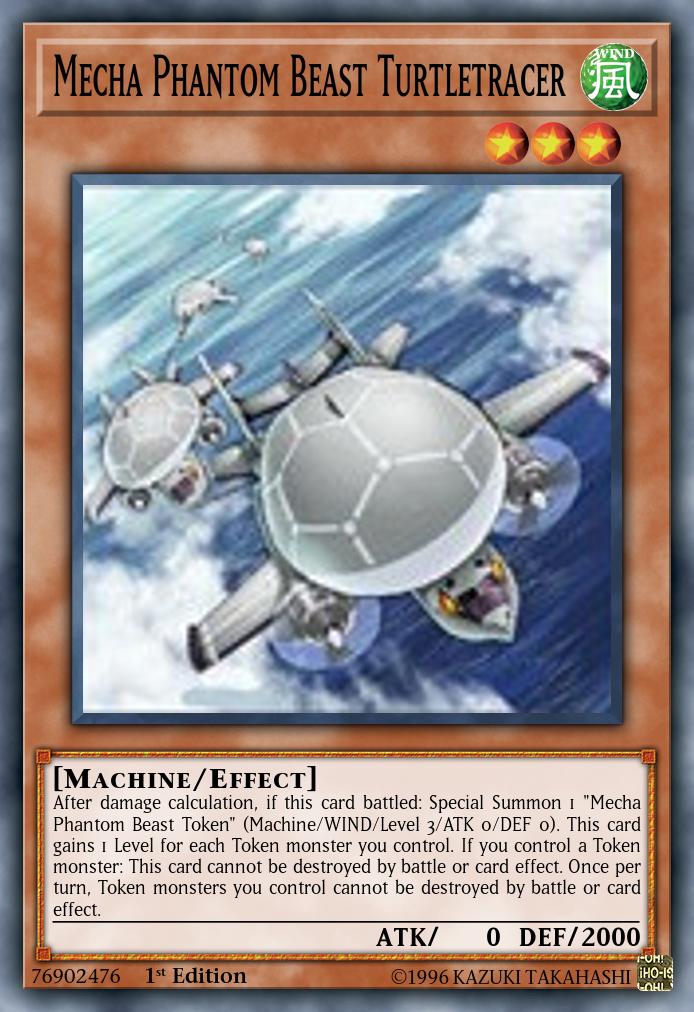 Mecha Phantom Beast Turtletracer
WIND
風
[Machine/Effect]
After damage calculation, if this card battled: Special Summon 1 "Mecha
Phantom Beast Token" (Machine/WIND/Level 3/ATK 0/DEF 0). This card
gains 1 Level for each Token monster you control. If you control a Token
monster: This card cannot be destroyed by battle or card effect. Once per
turn, Token monsters you control cannot be destroyed by battle or card
effect.
ATK/ 0 DEF/2000
76902476 1st Edition ©1996 KAZUKI TAKAHASHI